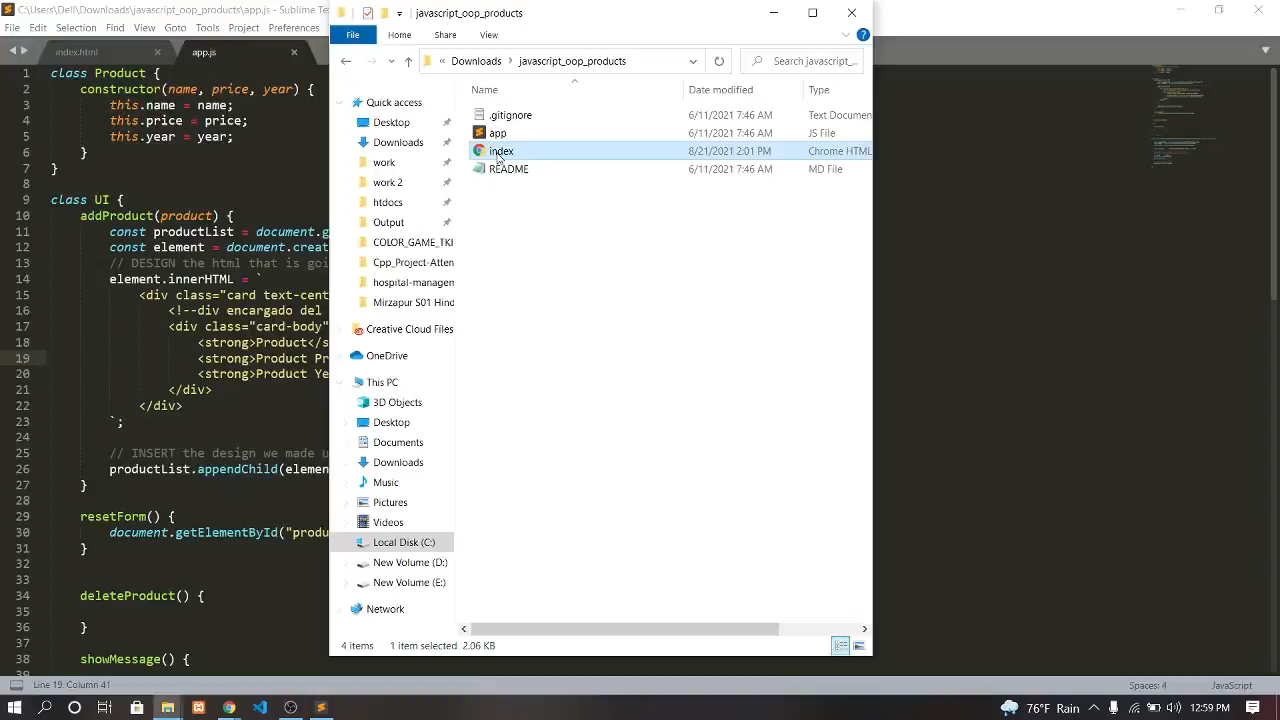 C:\Users\Dell\Downloads\javascript_oop_products\app.js - Sublime Te
File Edit Selection Find View Goto Tools Project Preferences
index.html
app.js
1 class Product {
2 constructor(name, price, year) {
3 this.name = name;
4 this.price = price;
5 this.year = year;
6 }
7 }
8
9 class UI {
10 addProduct(product) {
11 const productList = document.g
12 const element = document.creat
13 // DESIGN the html that is goi
14 element.innerHTML = `
15 <div class="card text-cent
16 <!--div encargado del
17 <div class="card-body"
18 <strong>Product</s
19 <strong>Product Pr
20 <strong>Product Ye
21 </div>
22 </div>
23 `;
24
25 // INSERT the design we made u
26 productList.appendChild(elemen
27 }
28
29 resetForm() {
30 document.getElementById("produ
31 }
32
33
34 deleteProduct() {
35
36 }
37
38 showMessage() {
39
Line 19, Column 41
Spaces: 4
JavaScript
javascript_oop_products
File Home Share View
« Downloads > javascript_oop_products
Search javascript_...
Name Date modified Type
.gitignore 6/11/2021 7:46 AM Text Documen
app 6/11/2021 7:46 AM JS File
index 8/21/2021 2:01 PM Chrome HTML
README 6/11/2021 7:46 AM MD File
Quick access
Desktop
Downloads
work
work 2
htdocs
Output
COLOR_GAME_TKI
Cpp_Project-Atten
hospital-managem
Mirzapur S01 Hind
Creative Cloud Files
OneDrive
This PC
3D Objects
Desktop
Documents
Downloads
Music
Pictures
Videos
Local Disk (C:)
New Volume (D:)
New Volume (E:)
Network
4 items 1 item selected 2.06 KB
76°F Rain
12:59 PM